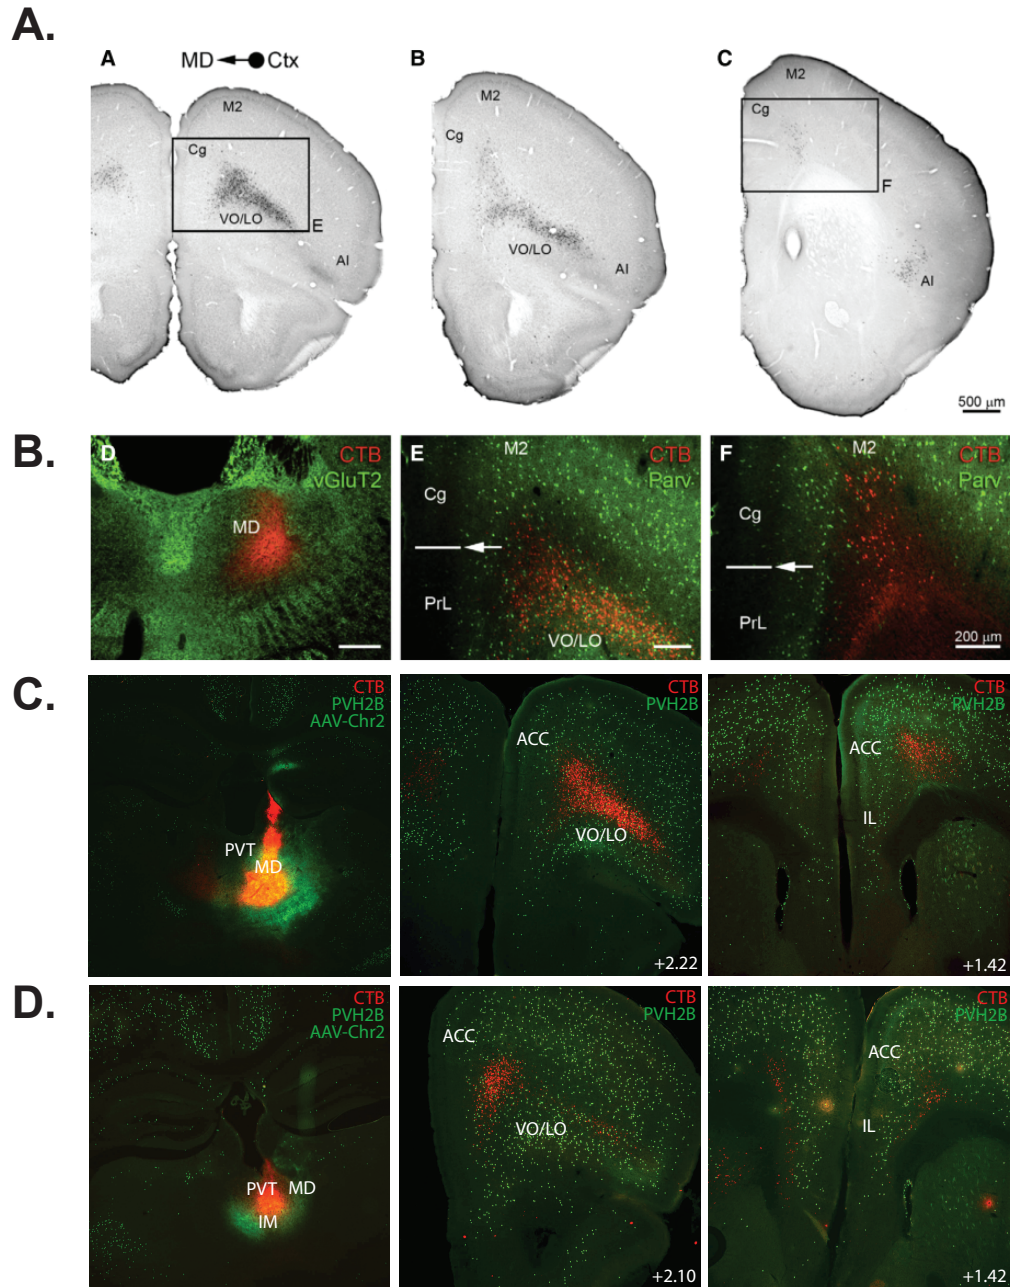 A.
A
MD Ctx
M2
Cg
VO/LO
E
AI
B
M2
Cg
VO/LO
AI
C
M2
Cg
F
AI
500 µm
B.
D
CTB
vGluT2
MD
E
M2
CTB
Parv
Cg
PrL
VO/LO
F
M2
CTB
Parv
Cg
PrL
200 µm
C.
CTB
PVH2B
AAV-Chr2
PVT
MD
CTB
PVH2B
ACC
VO/LO
+2.22
CTB
PVH2B
ACC
IL
+1.42
D.
CTB
PVH2B
AAV-Chr2
PVT MD
IM
CTB
PVH2B
ACC
VO/LO
+2.10
CTB
PVH2B
ACC
IL
+1.42